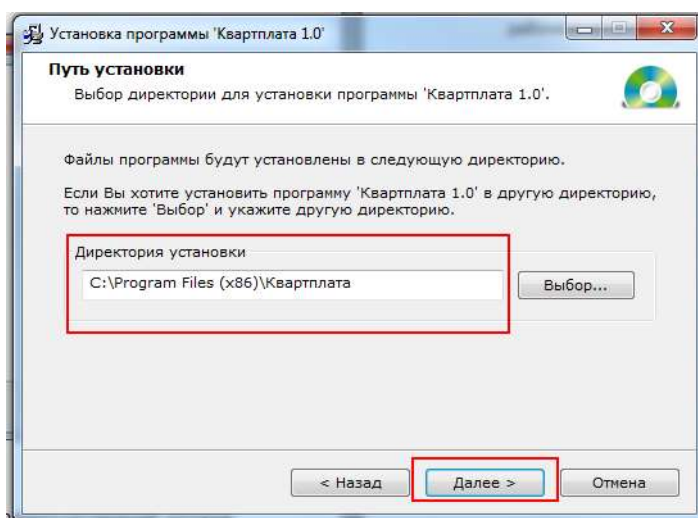 Установка программы 'Квартплата 1.0'
Путь установки
Выбор директории для установки программы 'Квартплата 1.0'.
Файлы программы будут установлены в следующую директорию.
Если Вы хотите установить программу 'Квартплата 1.0' в другую директорию,
то нажмите 'Выбор' и укажите другую директорию.
Директория установки
C:\Program Files (x86)\Квартплата
Выбор...
< Назад
Далее >
Отмена